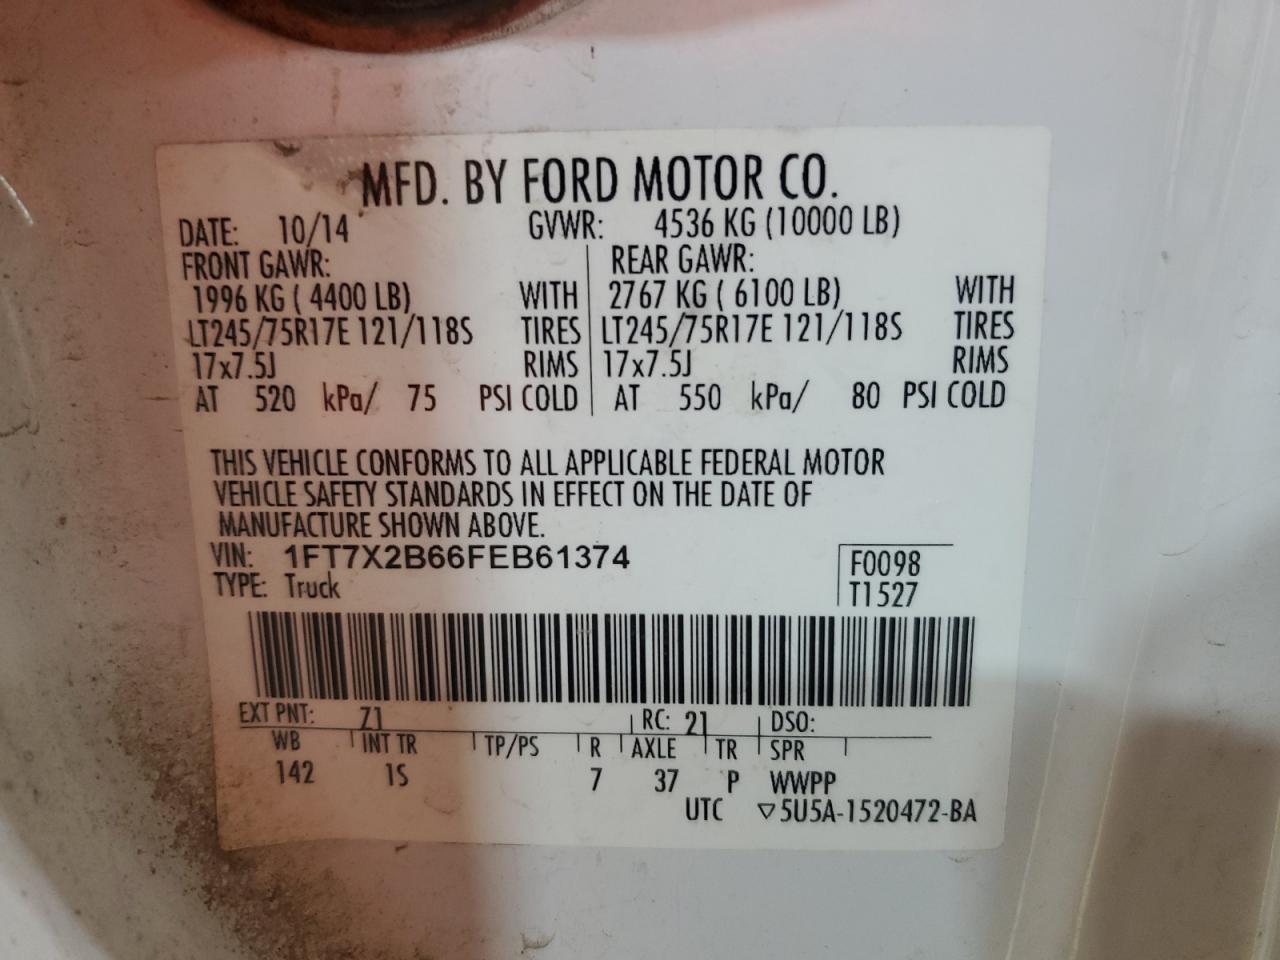 MFD. BY FORD MOTOR CO.
DATE: 10/14 GVWR: 4536 KG (10000 LB)
FRONT GAWR: REAR GAWR:
1996 KG ( 4400 LB) WITH 2767 KG ( 6100 LB) WITH
LT245/75R17E 121/118S TIRES LT245/75R17E 121/118S TIRES
17x7.5J RIMS 17x7.5J RIMS
AT 520 kPa/ 75 PSI COLD AT 550 kPa/ 80 PSI COLD
THIS VEHICLE CONFORMS TO ALL APPLICABLE FEDERAL MOTOR
VEHICLE SAFETY STANDARDS IN EFFECT ON THE DATE OF
MANUFACTURE SHOWN ABOVE.
VIN: 1FT7X2B66FEB61374 F0098
TYPE: Truck T1527
EXT PNT: Z1 RC: 21 DSO:
WB INT TR TP/PS R AXLE TR SPR
142 1S 7 37 P WWPP
UTC ▽5U5A-1520472-BA